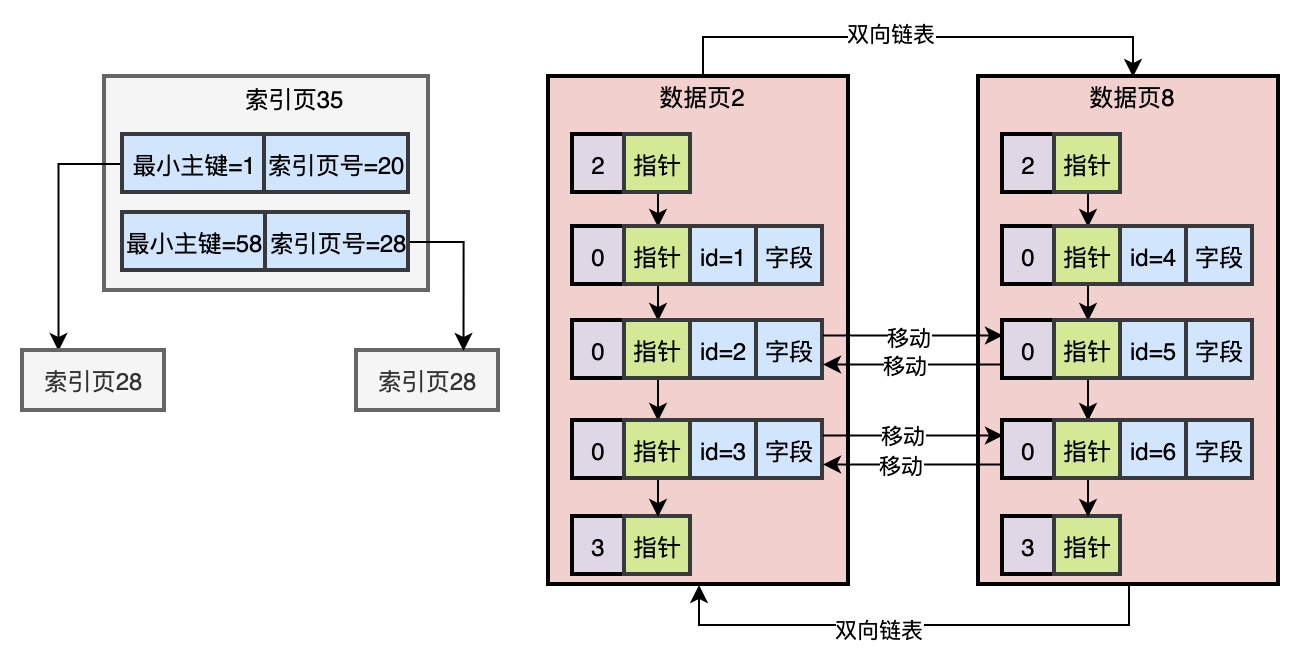 双向链表
索引页35
最小主键=1 索引页号=20
最小主键=58 索引页号=28
索引页28
索引页28
数据页2
2 指针
0 指针 id=1 字段
0 指针 id=2 字段
0 指针 id=3 字段
3 指针
移动
移动
移动
移动
数据页8
2 指针
0 指针 id=4 字段
0 指针 id=5 字段
0 指针 id=6 字段
3 指针
双向链表